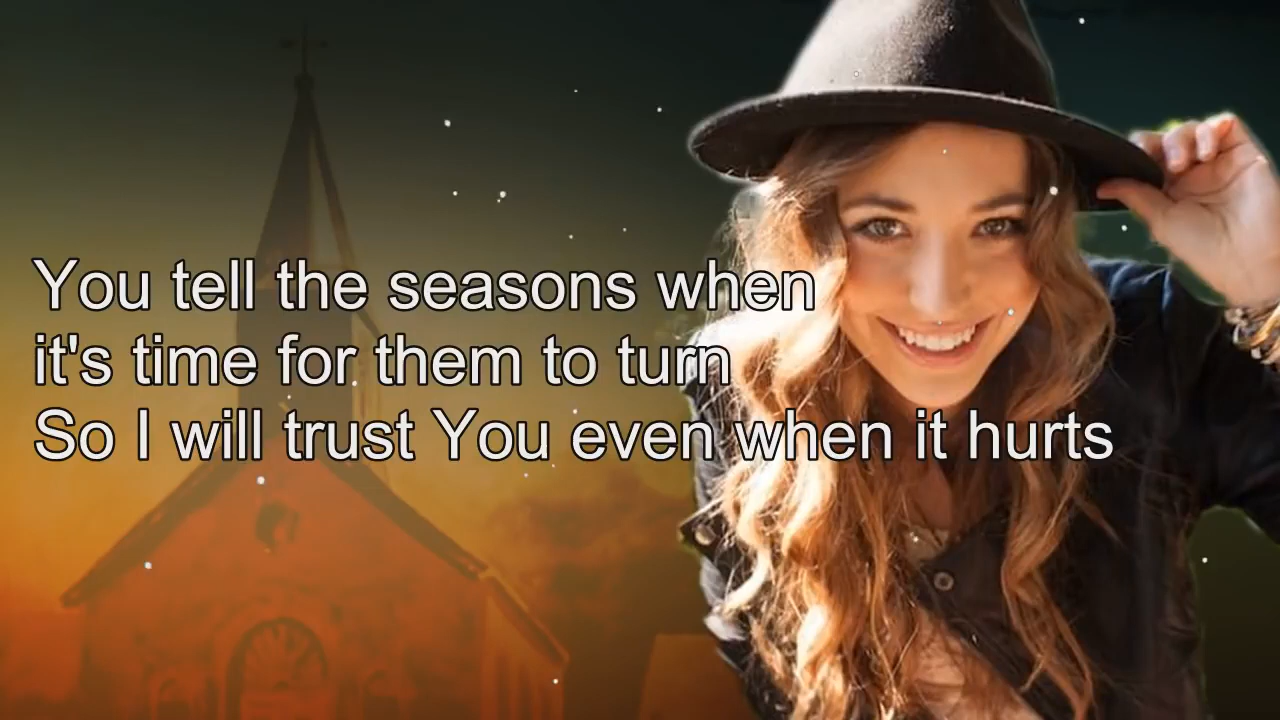 You tell the seasons when
it's time for them to turn
So I will trust You even when it hurts